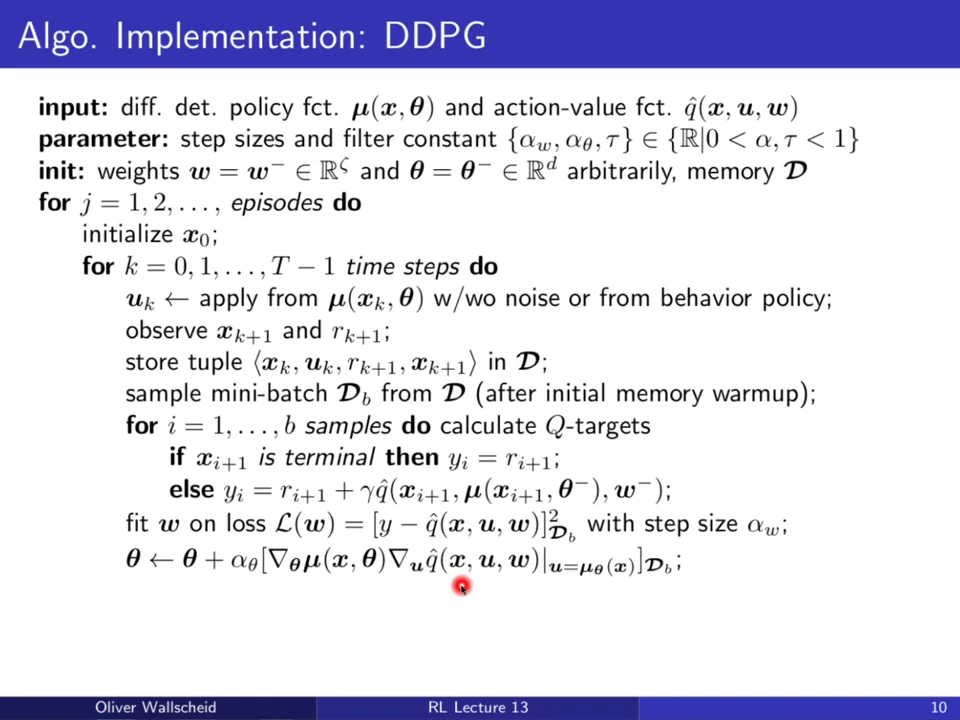 Algo. Implementation: DDPG
input: diff. det. policy fct. μ(x, θ) and action-value fct. q̂(x, u, w)
parameter: step sizes and filter constant {α_w, α_θ, τ} ∈ {ℝ|0 < α, τ < 1}
init: weights w = w⁻ ∈ ℝ^ζ and θ = θ⁻ ∈ ℝ^d arbitrarily, memory 𝓓
for j = 1, 2, . . . , episodes do
initialize x₀;
for k = 0, 1, . . . , T − 1 time steps do
u_k ← apply from μ(x_k, θ) w/wo noise or from behavior policy;
observe x_{k+1} and r_{k+1};
store tuple ⟨x_k, u_k, r_{k+1}, x_{k+1}⟩ in 𝓓;
sample mini-batch 𝓓_b from 𝓓 (after initial memory warmup);
for i = 1, . . . , b samples do calculate Q-targets
if x_{i+1} is terminal then y_i = r_{i+1};
else y_i = r_{i+1} + γq̂(x_{i+1}, μ(x_{i+1}, θ⁻), w⁻);
fit w on loss 𝓛(w) = [y − q̂(x, u, w)]²_{𝓓_b} with step size α_w;
θ ← θ + α_θ[∇_θ μ(x, θ)∇_u q̂(x, u, w)|_{u=μ_θ(x)}]_{𝓓_b};
Oliver Wallscheid
RL Lecture 13
10